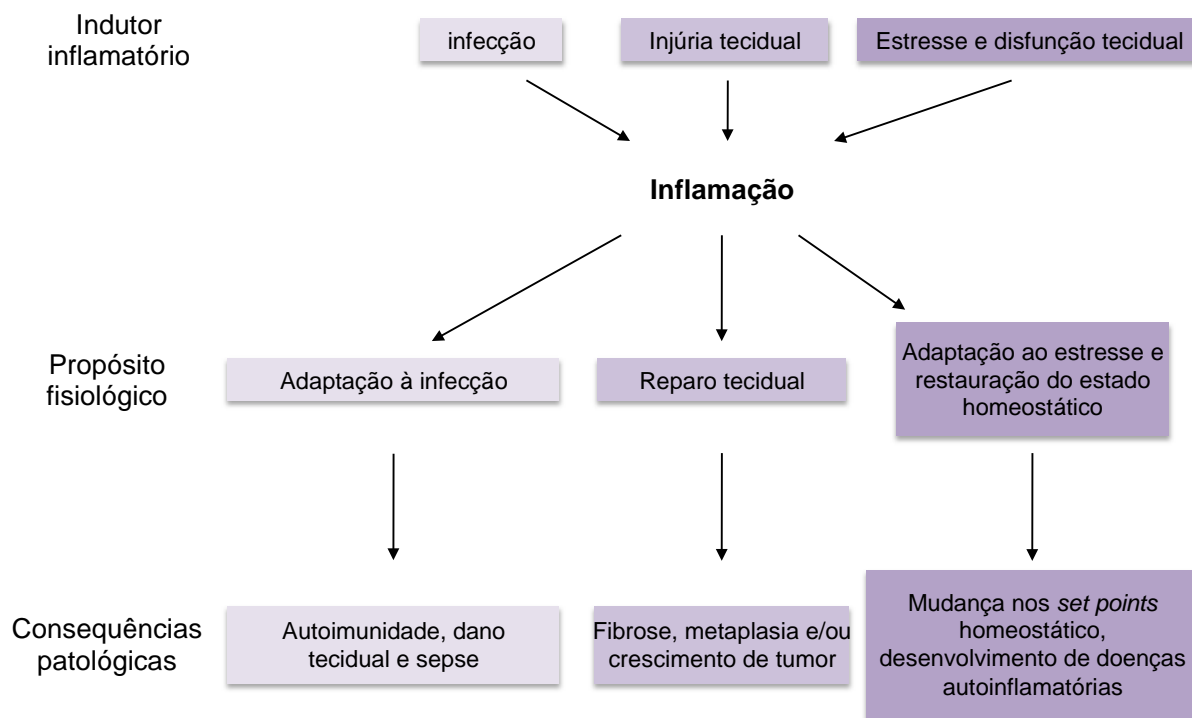 Indutor
inflamatório
infecção
Injúria tecidual
Estresse e disfunção tecidual
Inflamação
Propósito
fisiológico
Adaptação à infecção
Reparo tecidual
Adaptação ao estresse e
restauração do estado
homeostático
Consequências
patológicas
Autoimunidade, dano
tecidual e sepse
Fibrose, metaplasia e/ou
crescimento de tumor
Mudança nos set points
homeostático,
desenvolvimento de doenças
autoinflamatórias